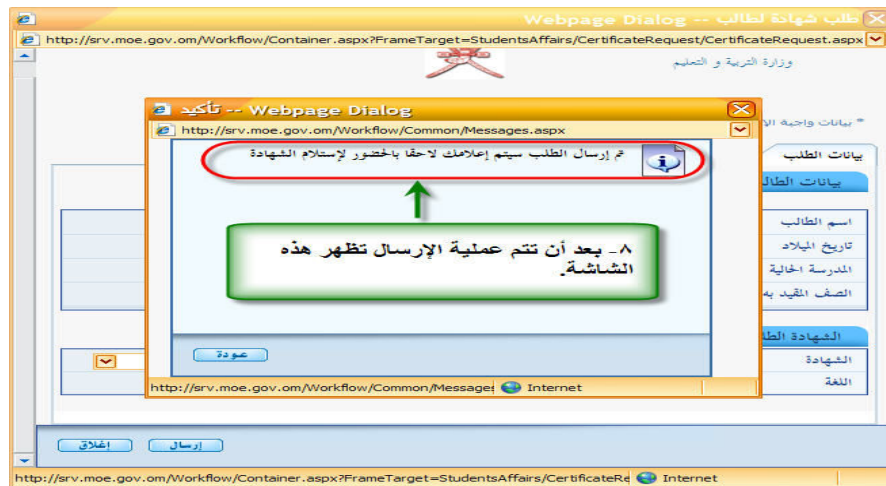 طلب شهادة لطالب -- Webpage Dialog
http://srv.moe.gov.om/Workflow/Container.aspx?FrameTarget=StudentsAffairs/CertificateRequest/CertificateRequest.aspx
وزارة التربية و التعليم
* بيانات واجبة
بيانات الطلب
بيانات
اسم الطالب
تاريخ الميلاد
المدرسة الحالية
الصف المقيد به
الشهادة
الشهادة
اللغة
تأكيد -- Webpage Dialog
http://srv.moe.gov.om/Workflow/Common/Messages.aspx
تم إرسال الطلب سيتم إعلامك لاحقا بالحضور لإستلام الشهادة
٨- بعد أن تتم عملية الإرسال تظهر هذه
الشاشة.
عودة
http://srv.moe.gov.om/Workflow/Common/Message Internet
إرسال إغلاق
http://srv.moe.gov.om/Workflow/Container.aspx?FrameTarget=StudentsAffairs/CertificateRe Internet